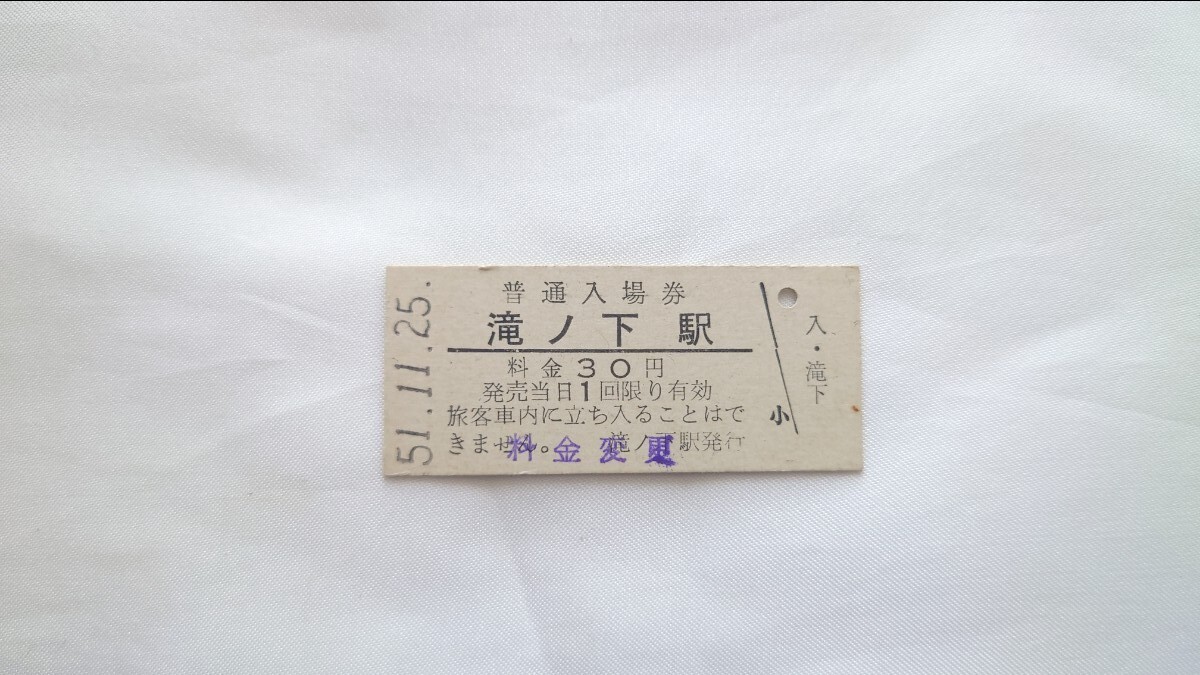 51.11.25.
普通入場券
滝ノ下駅
料金30円
発売当日1回限り有効
旅客車内に立ち入ることはで
きません。 滝ノ下駅発行
料金変更
小
入・滝下